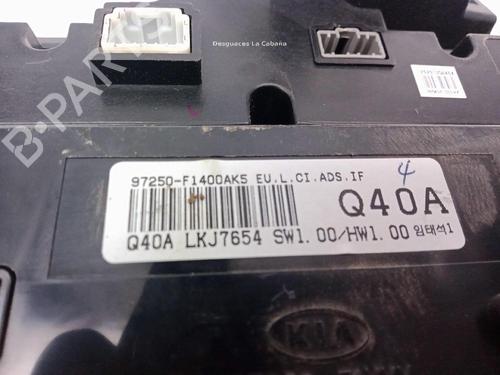 Desguaces La Cabaña
B-PARTS
97250-F1400AK5 EU.L.CI.ADS.IF
4
Q40A
Q40A LKJ7654 SW1.00/HW1.00 임태석1
KIA